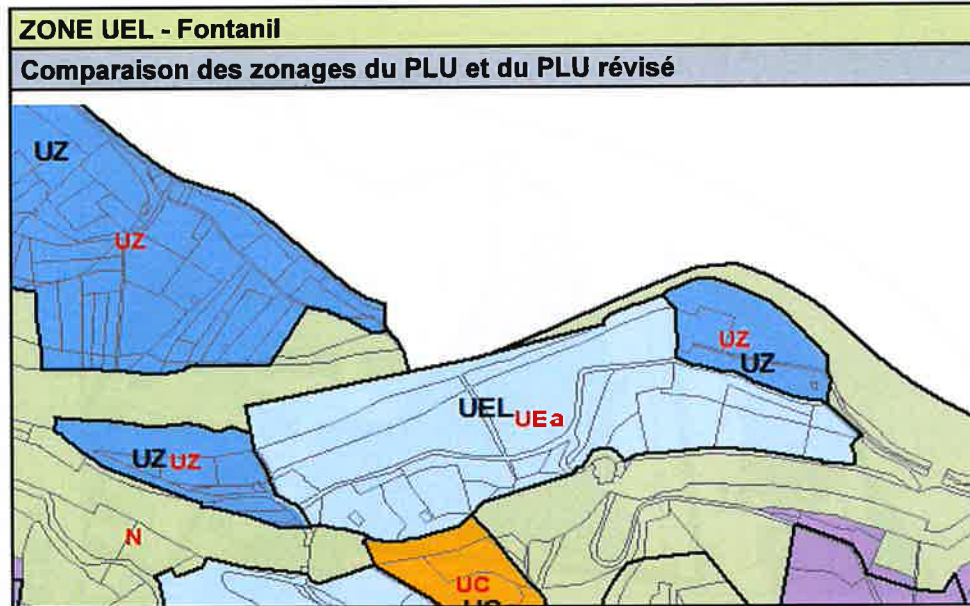 ZONE UEL - Fontanil
Comparaison des zonages du PLU et du PLU révisé
UZ
UZ
UZ
UZ
UEL UEa
UZ UZ
N
UC
UC